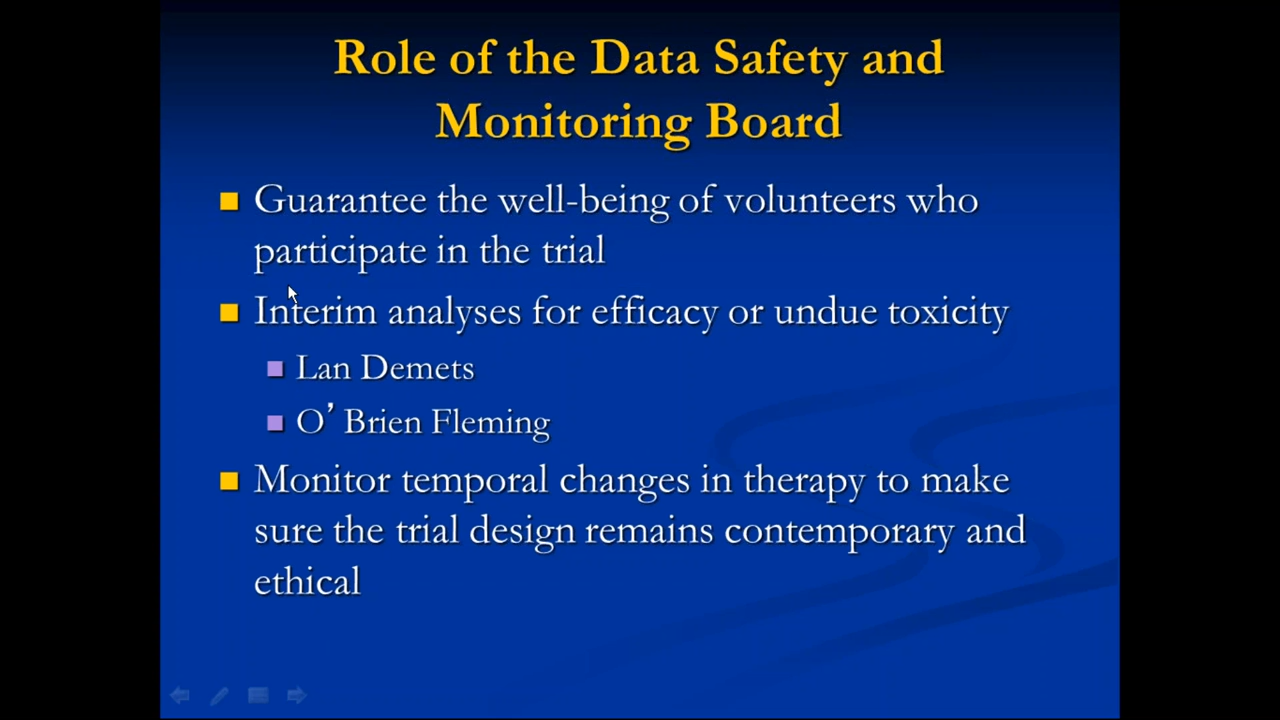 Role of the Data Safety and
Monitoring Board
Guarantee the well-being of volunteers who
participate in the trial
Interim analyses for efficacy or undue toxicity
Lan Demets
O’ Brien Fleming
Monitor temporal changes in therapy to make
sure the trial design remains contemporary and
ethical